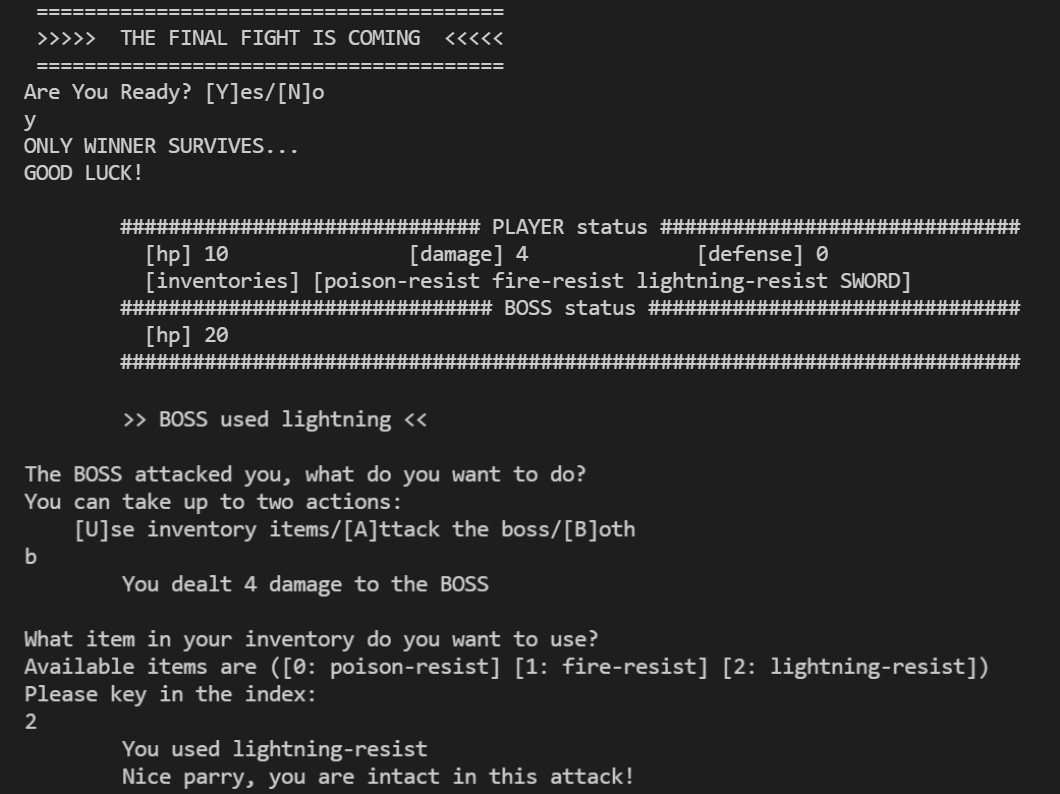 =======================================
>>>>>  THE FINAL FIGHT IS COMING  <<<<<
=======================================
Are You Ready? [Y]es/[N]o
y
ONLY WINNER SURVIVES...
GOOD LUCK!
############################## PLAYER status ##############################
[hp] 10               [damage] 4              [defense] 0
[inventories] [poison-resist fire-resist lightning-resist SWORD]
############################### BOSS status ###############################
[hp] 20
###########################################################################
>> BOSS used lightning <<
The BOSS attacked you, what do you want to do?
You can take up to two actions:
[U]se inventory items/[A]ttack the boss/[B]oth
b
You dealt 4 damage to the BOSS
What item in your inventory do you want to use?
Available items are ([0: poison-resist] [1: fire-resist] [2: lightning-resist])
Please key in the index:
2
You used lightning-resist
Nice parry, you are intact in this attack!